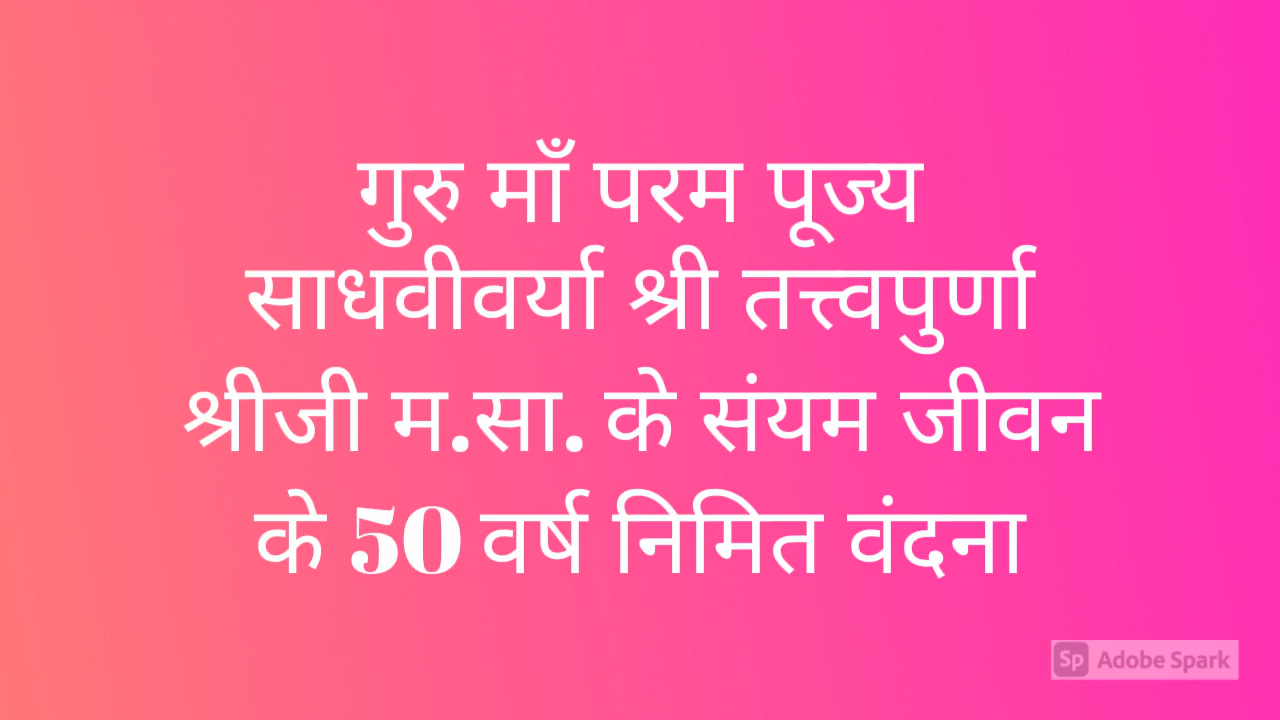 गुरु माँ परम पूज्य
साधवीवर्या श्री तत्त्वपुर्णा
श्रीजी म.सा. के संयम जीवन
के 50 वर्ष निमित वंदना
Sp Adobe Spark